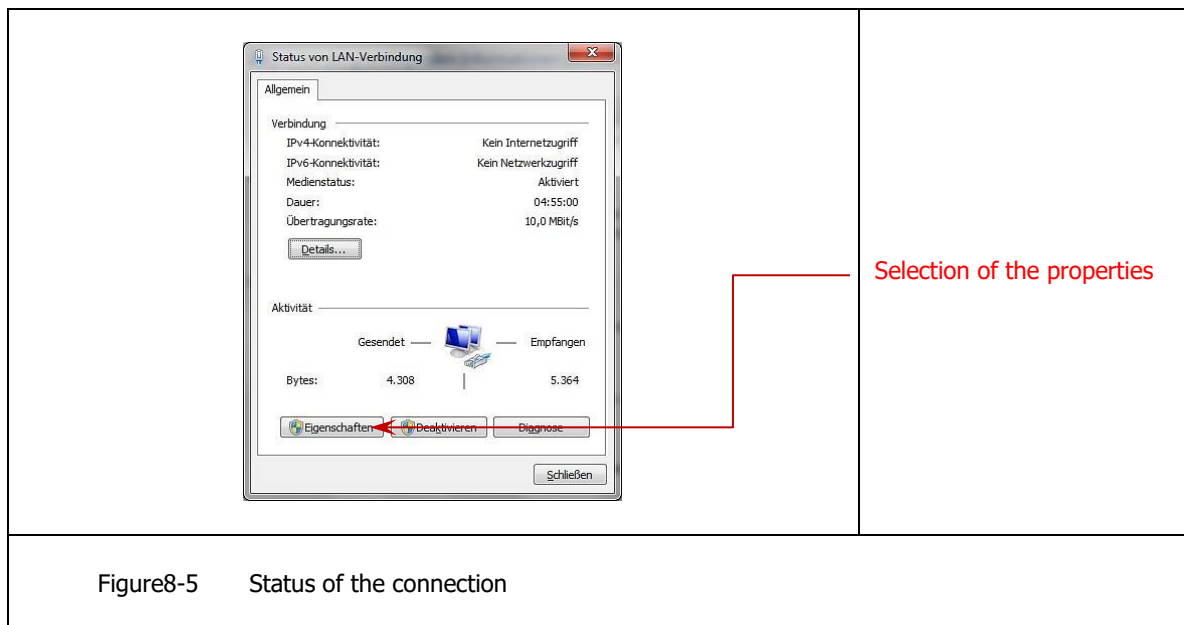 Status von LAN-Verbindung
Allgemein
Verbindung
IPv4-Konnektivität: Kein Internetzugriff
IPv6-Konnektivität: Kein Netzwerkzugriff
Medienstatus: Aktiviert
Dauer: 04:55:00
Übertragungsrate: 10,0 MBit/s
Details...
Aktivität
Gesendet Empfangen
Bytes: 4.308 5.364
Eigenschaften Deaktivieren Diagnose
Schließen
Selection of the properties
Figure8-5 Status of the connection